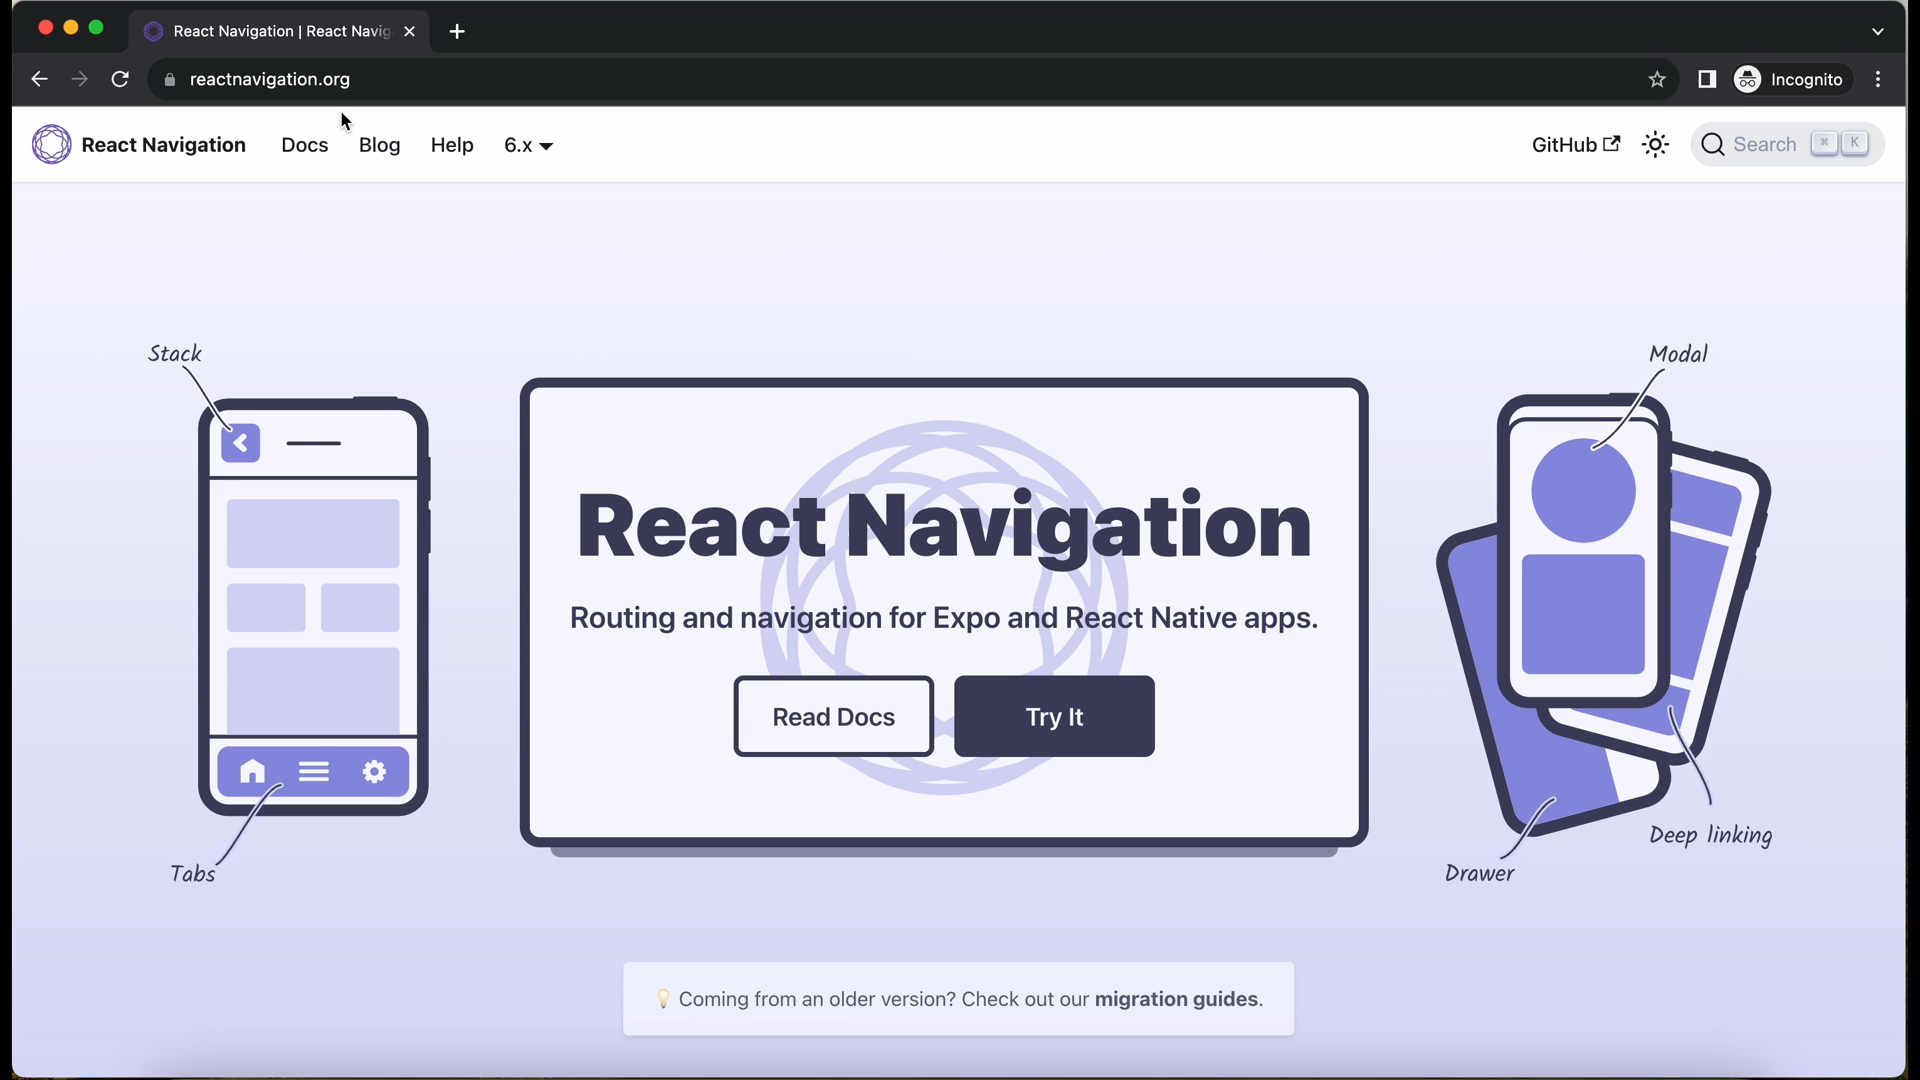 React Navigation | React Navig
reactnavigation.org
Incognito
React Navigation
Docs
Blog
Help
6.x
GitHub
Search
⌘ K
Stack
Modal
React Navigation
Routing and navigation for Expo and React Native apps.
Read Docs
Try It
Tabs
Drawer
Deep linking
💡 Coming from an older version? Check out our migration guides.